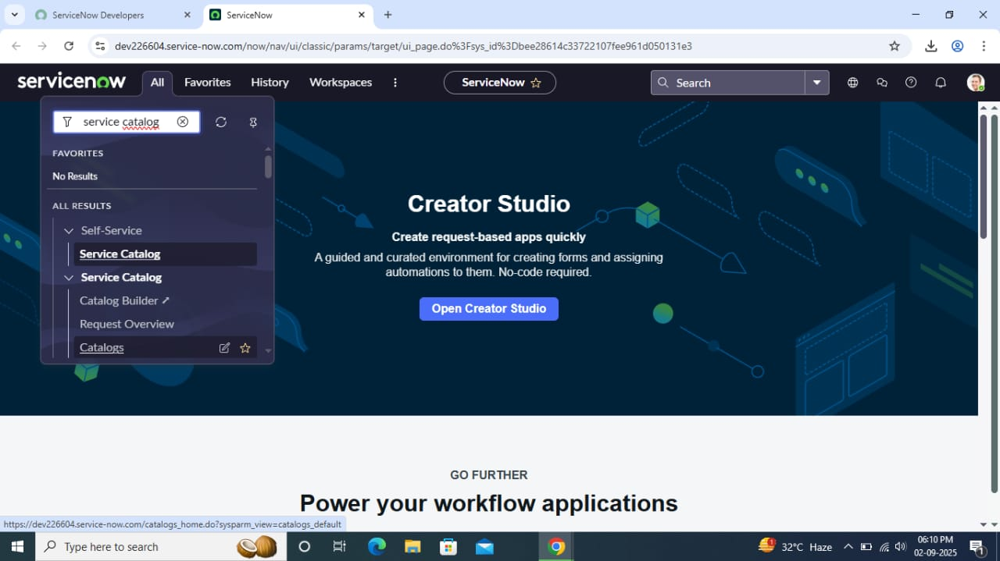 ServiceNow Developers
ServiceNow
dev226604.service-now.com/now/nav/ui/classic/params/target/ui_page.do%3Fsys_id%3Dbee28614c33722107fee961d050131e3
servicenow All Favorites History Workspaces ServiceNow Search
service catalog
FAVORITES
No Results
ALL RESULTS
Self-Service
Service Catalog
Service Catalog
Catalog Builder
Request Overview
Catalogs
Creator Studio
Create request-based apps quickly
A guided and curated environment for creating forms and assigning
automations to them. No-code required.
Open Creator Studio
GO FURTHER
Power your workflow applications
https://dev226604.service-now.com/catalogs_home.do?sysparm_view=catalogs_default
Type here to search
1
32°C Haze
06:10 PM
02-09-2025
1